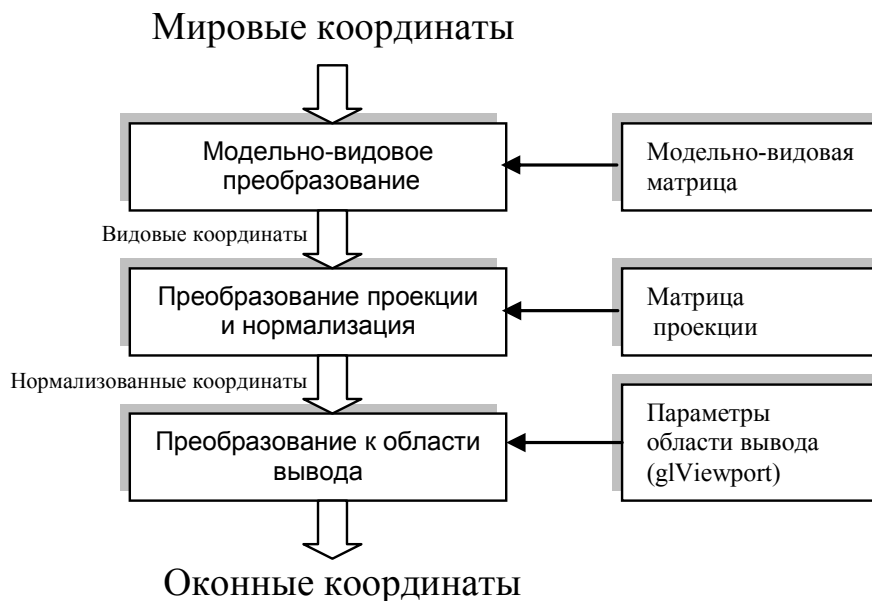 Мировые координаты
Модельно-видовое
преобразование
Модельно-видовая
матрица
Видовые координаты
Преобразование проекции
и нормализация
Матрица
проекции
Нормализованные координаты
Преобразование к области
вывода
Параметры
области вывода
(glViewport)
Оконные координаты